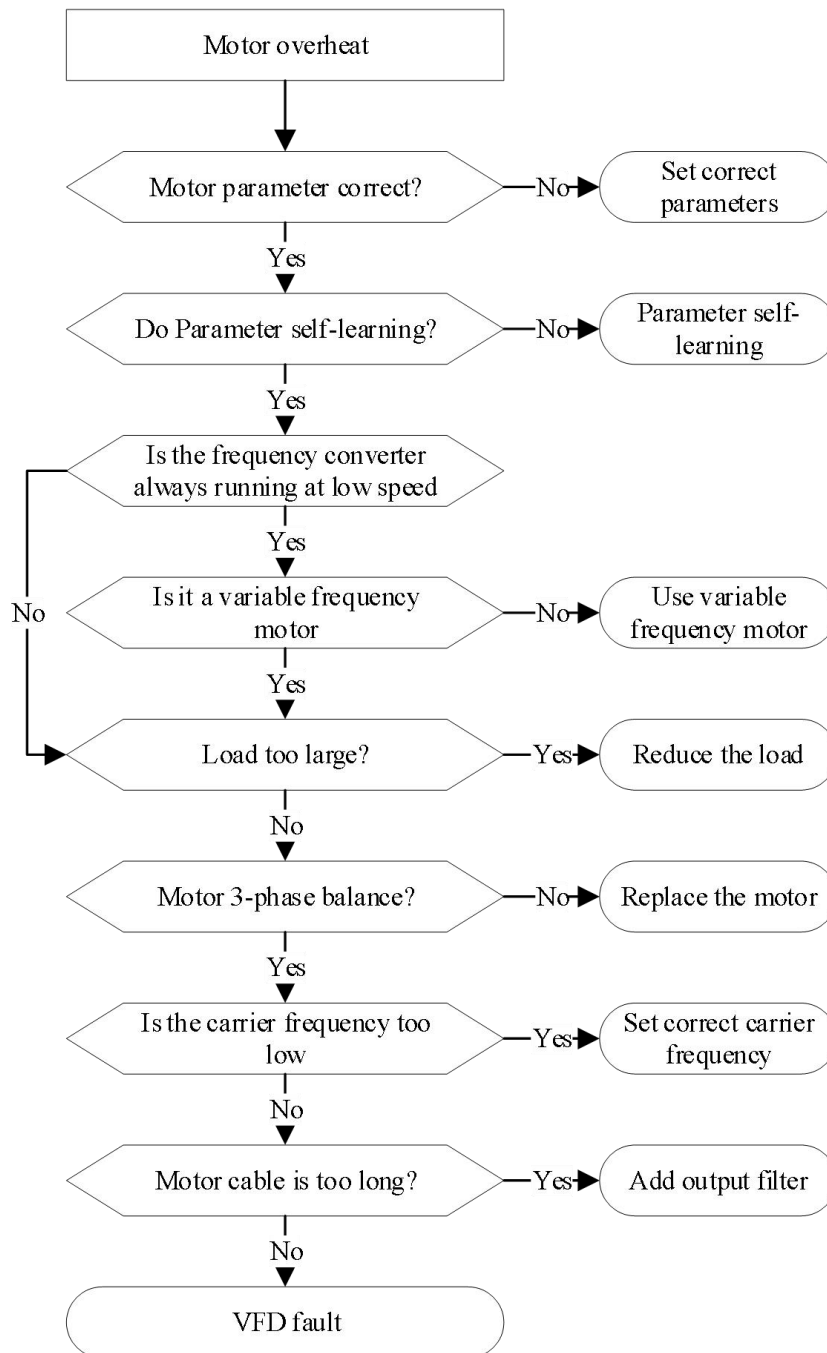 Motor overheat
Motor parameter correct?
No
Set correct
parameters
Yes
Do Parameter self-learning?
No
Parameter self-
learning
Yes
Is the frequency converter
always running at low speed
Yes
No
Is it a variable frequency
motor
No
Use variable
frequency motor
Yes
Load too large?
Yes
Reduce the load
No
Motor 3-phase balance?
No
Replace the motor
Yes
Is the carrier frequency too
low
Yes
Set correct carrier
frequency
No
Motor cable is too long?
Yes
Add output filter
No
VFD fault